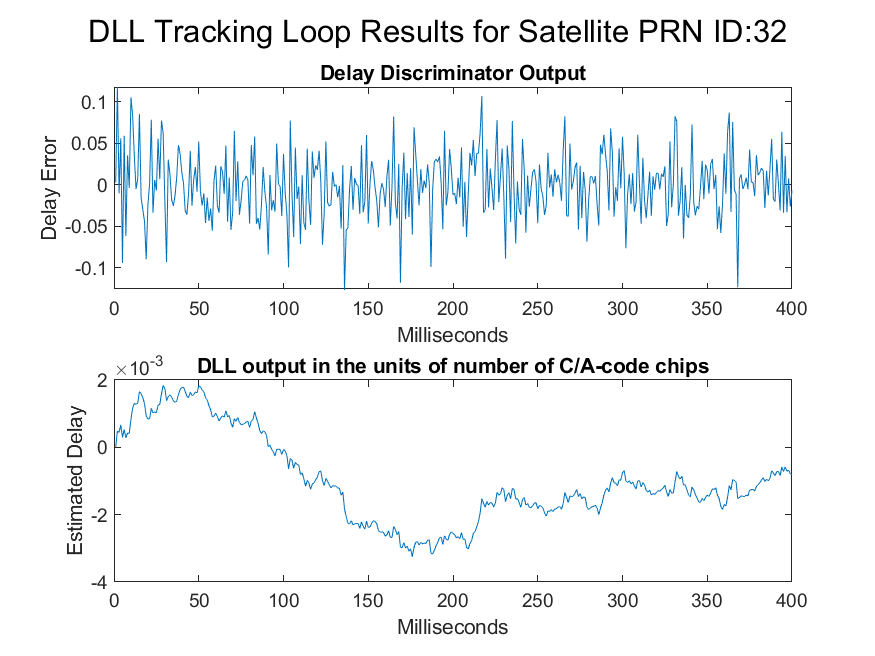 DLL Tracking Loop Results for Satellite PRN ID:32
Delay Discriminator Output
0.1
0.05
0
-0.05
-0.1
Delay Error
0 50 100 150 200 250 300 350 400
Milliseconds
×10⁻³
DLL output in the units of number of C/A-code chips
2
0
-2
-4
Estimated Delay
0 50 100 150 200 250 300 350 400
Milliseconds